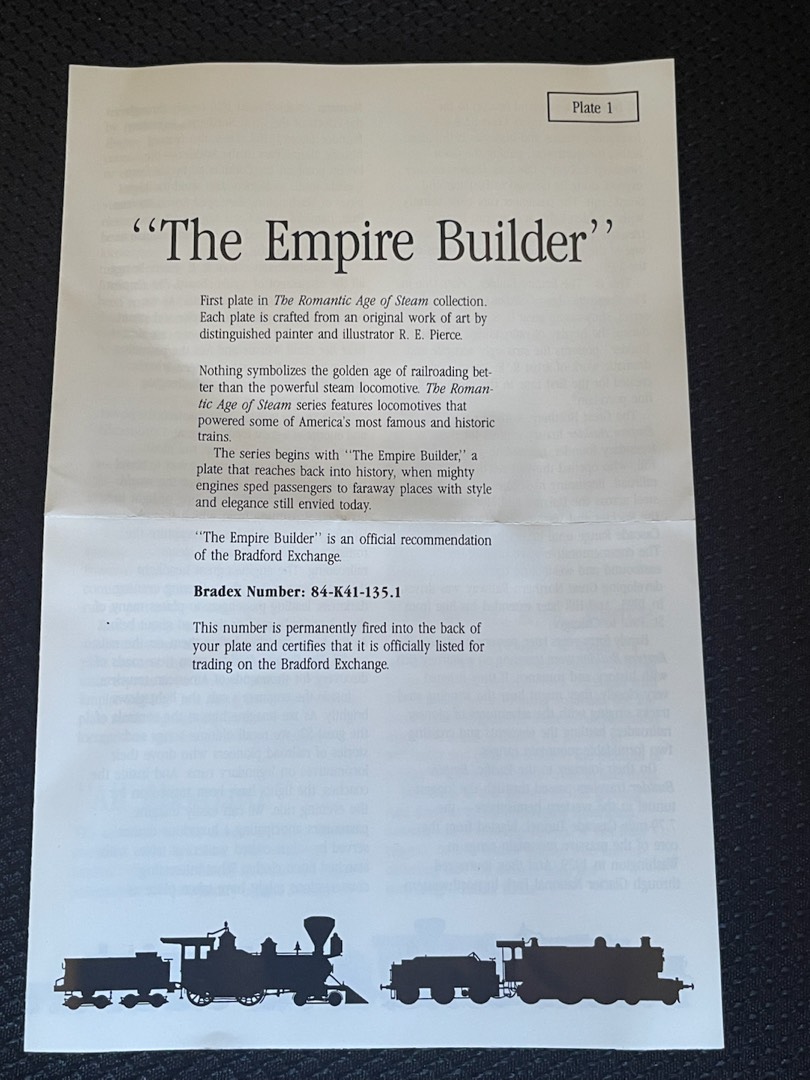 Plate 1
‘‘The Empire Builder’’
First plate in The Romantic Age of Steam collection.
Each plate is crafted from an original work of art by
distinguished painter and illustrator R. E. Pierce.
Nothing symbolizes the golden age of railroading bet-
ter than the powerful steam locomotive. The Roman-
tic Age of Steam series features locomotives that
powered some of America's most famous and historic
trains.
The series begins with ‘‘The Empire Builder,’’ a
plate that reaches back into history, when mighty
engines sped passengers to faraway places with style
and elegance still envied today.
‘‘The Empire Builder’’ is an official recommendation
of the Bradford Exchange.
Bradex Number: 84-K41-135.1
This number is permanently fired into the back of
your plate and certifies that it is officially listed for
trading on the Bradford Exchange.